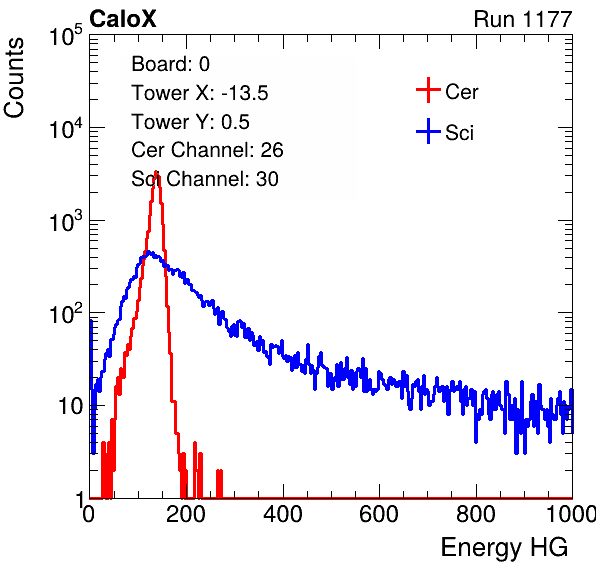 CaloX Run 1177
Counts
Board: 0
Tower X: -13.5
Tower Y: 0.5
Cer Channel: 26
Sci Channel: 30
Cer
Sci
10^5
10^4
10^3
10^2
10
1
0 200 400 600 800 1000
Energy HG